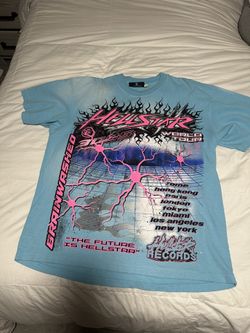 HELLSTAR
WORLD
TOUR
BRAINWASHED
rome
hong kong
paris
london
tokyo
miami
los angeles
new york
"THE FUTURE
IS HELLSTAR"
RECORDS